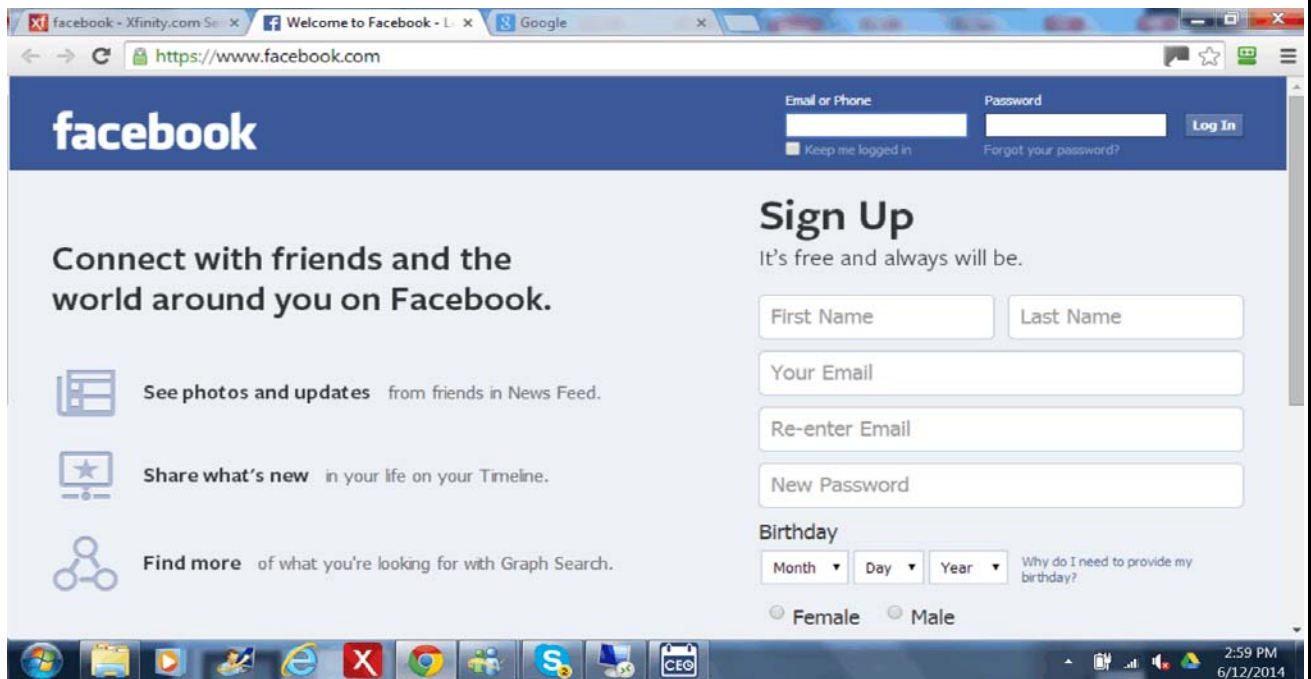 facebook - Xfinity.com Se
Welcome to Facebook - L
Google
https://www.facebook.com
facebook
Email or Phone
Password
Log In
Keep me logged in
Forgot your password?
Connect with friends and the
world around you on Facebook.
See photos and updates from friends in News Feed.
Share what's new in your life on your Timeline.
Find more of what you're looking for with Graph Search.
Sign Up
It's free and always will be.
First Name
Last Name
Your Email
Re-enter Email
New Password
Birthday
Month
Day
Year
Why do I need to provide my
birthday?
Female
Male
CEO
2:59 PM
6/12/2014